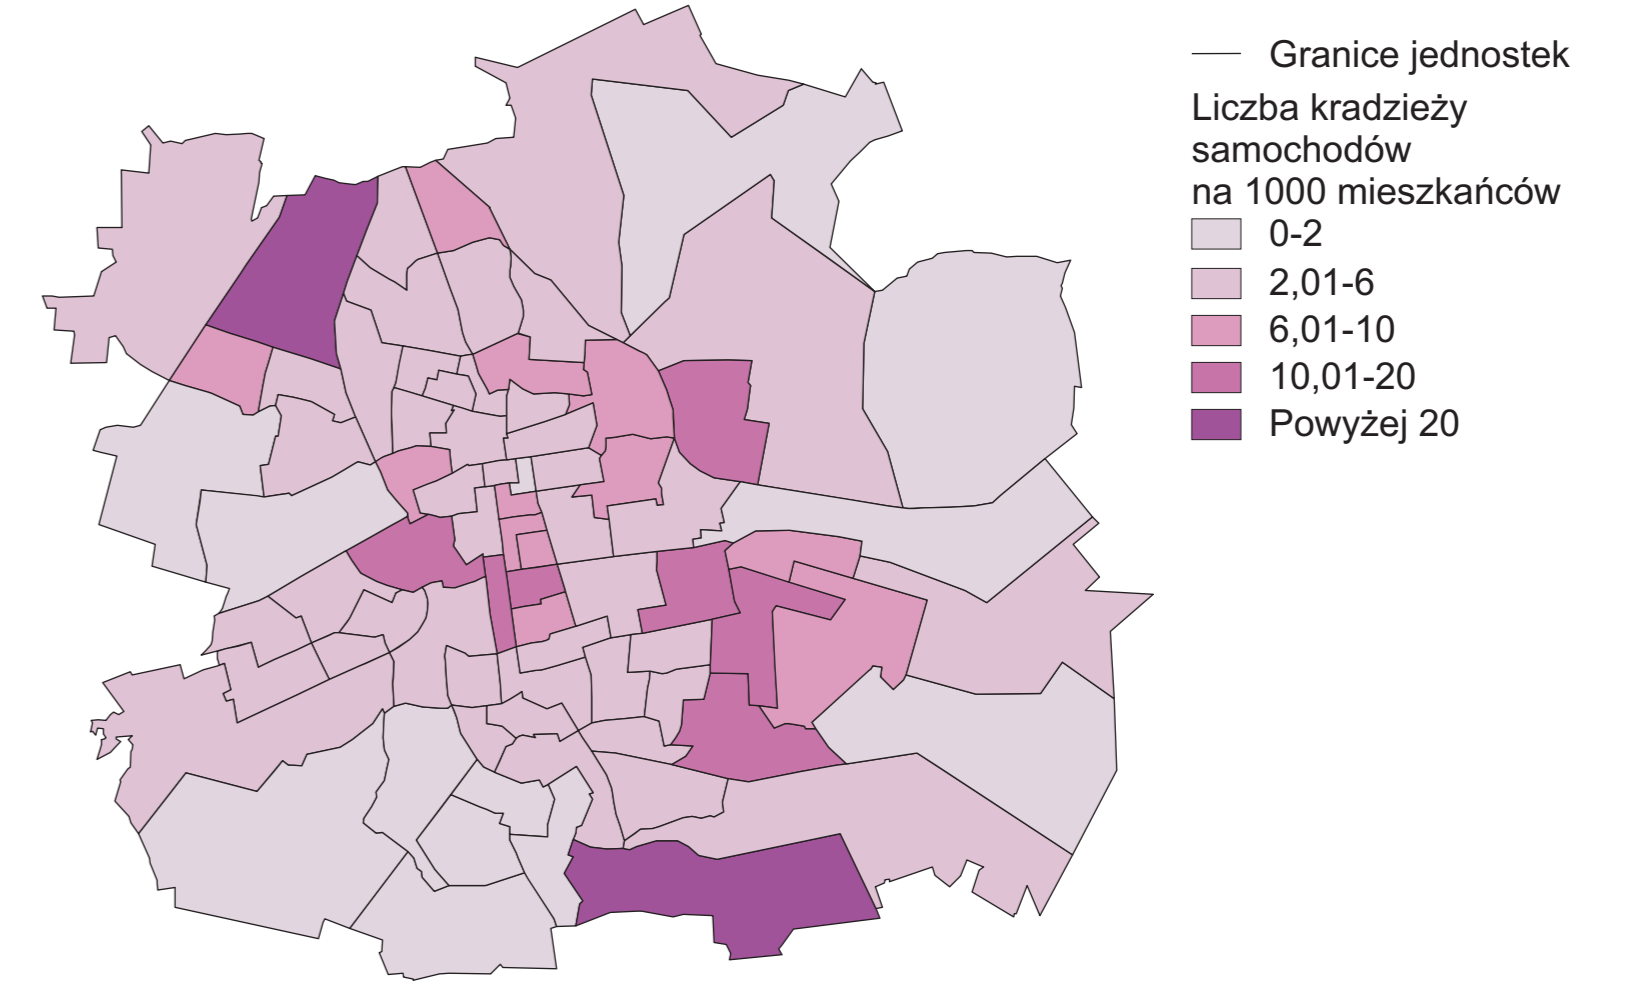 Granice jednostek
Liczba kradzieży
samochodów
na 1000 mieszkańców
0-2
2,01-6
6,01-10
10,01-20
Powyżej 20